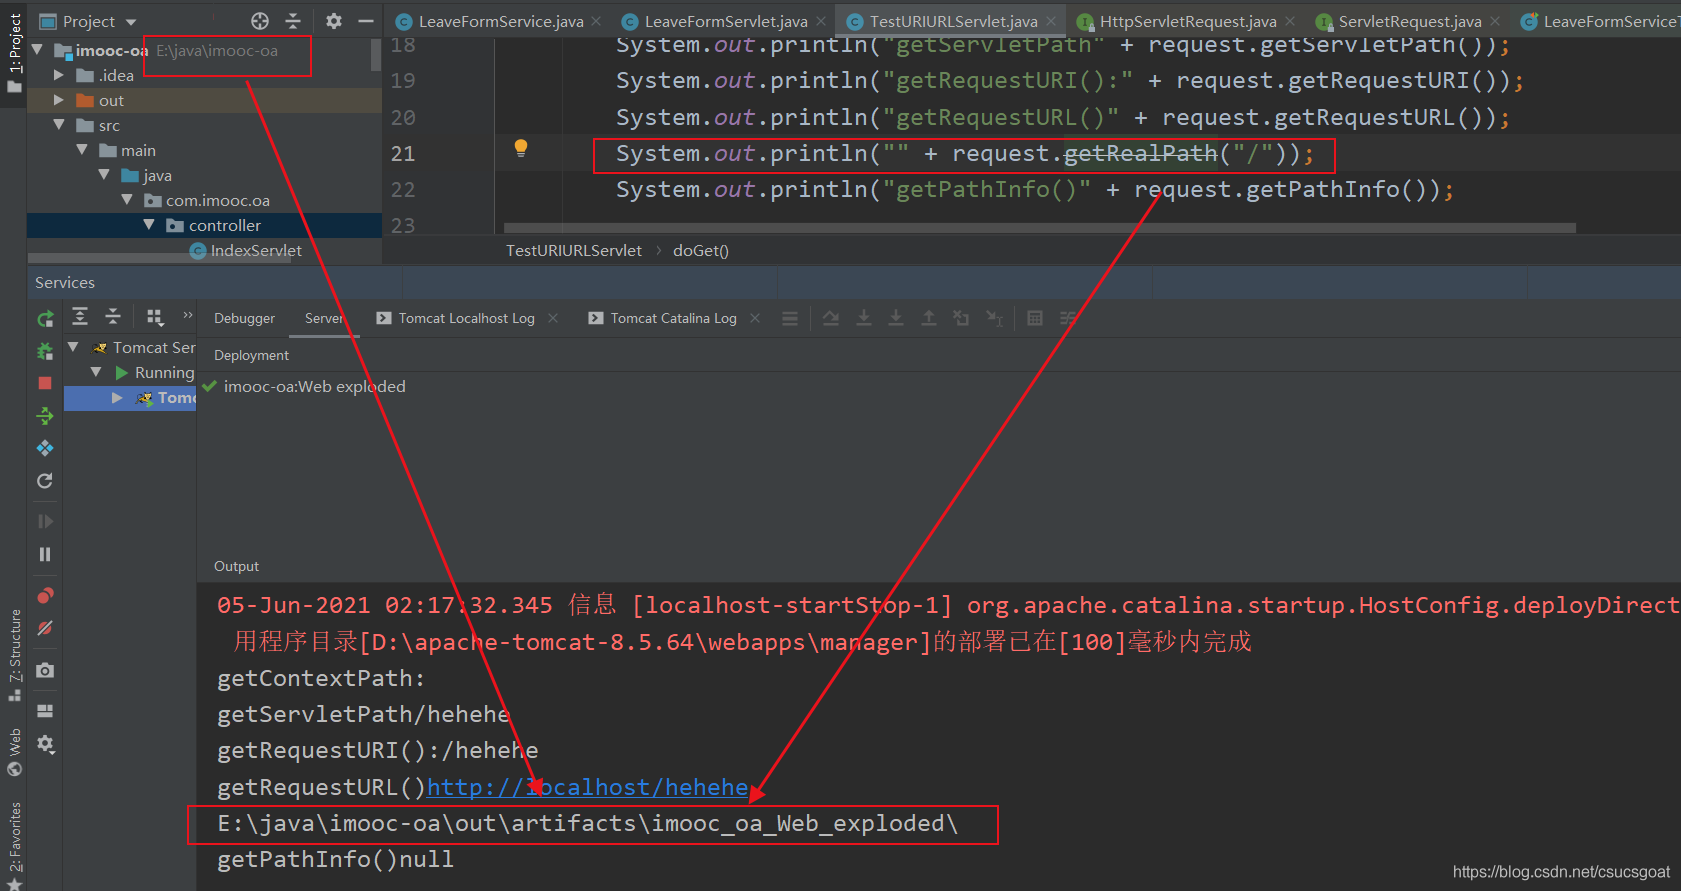 1: Project
Project
LeaveFormService.java
LeaveFormServlet.java
TestURIURLServlet.java
HttpServletRequest.java
ServletRequest.java
LeaveFormServiceT
imooc-oa E:\java\imooc-oa
.idea
out
src
main
java
com.imooc.oa
controller
IndexServlet
18 System.out.println("getServletPath" + request.getServletPath());
19 System.out.println("getRequestURI():" + request.getRequestURI());
20 System.out.println("getRequestURL()" + request.getRequestURL());
21 System.out.println("" + request.getRealPath("/"));
22 System.out.println("getPathInfo()" + request.getPathInfo());
23
TestURIURLServlet > doGet()
Services
Debugger
Server
Tomcat Localhost Log
Tomcat Catalina Log
Tomcat Ser
Running
Tomc
Deployment
imooc-oa:Web exploded
Output
05-Jun-2021 02:17:32.345 信息 [localhost-startStop-1] org.apache.catalina.startup.HostConfig.deployDirect
用程序目录[D:\apache-tomcat-8.5.64\webapps\manager]的部署已在[100]毫秒内完成
getContextPath:
getServletPath/hehehe
getRequestURI():/hehehe
getRequestURL()http://localhost/hehehe
E:\java\imooc-oa\out\artifacts\imooc_oa_Web_exploded\
getPathInfo()null
7: Structure
Web
2: Favorites
https://blog.csdn.net/csucsgoat